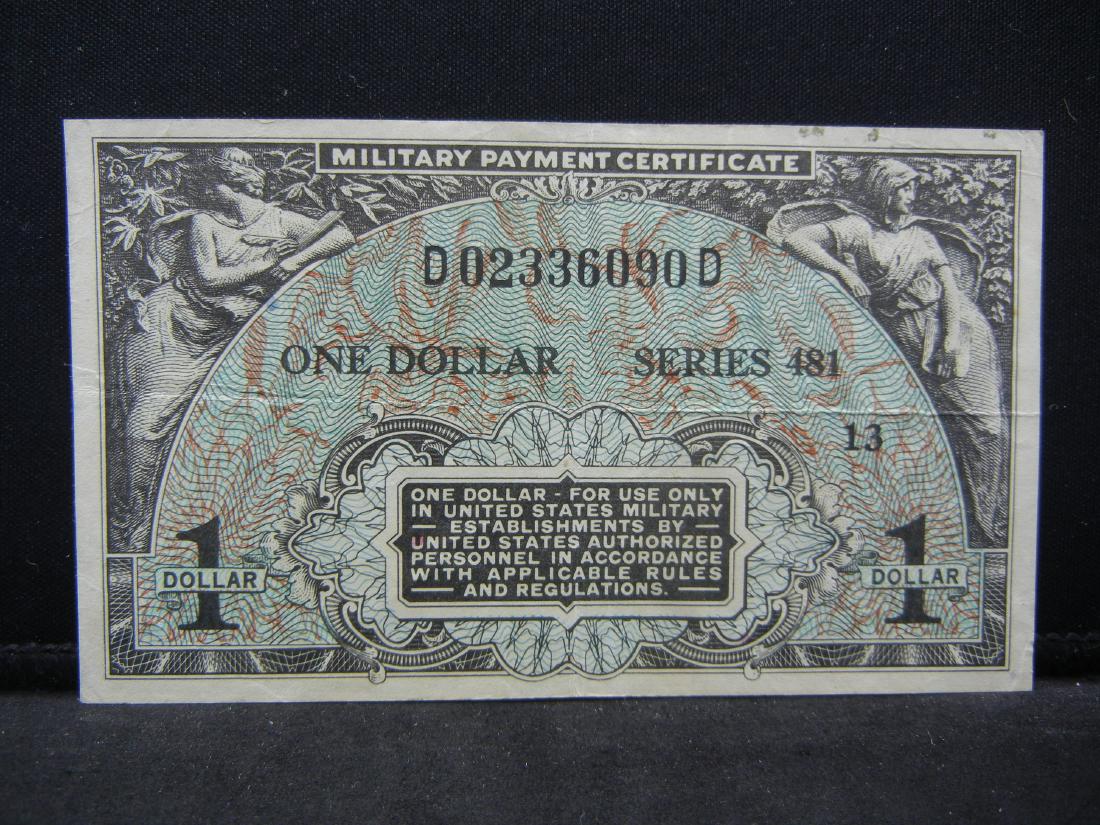 MILITARY PAYMENT CERTIFICATE
D02336090D
ONE DOLLAR SERIES 481
13
ONE DOLLAR - FOR USE ONLY
IN UNITED STATES MILITARY
— ESTABLISHMENTS BY —
UNITED STATES AUTHORIZED
PERSONNEL IN ACCORDANCE
WITH APPLICABLE RULES
— AND REGULATIONS. —
1
DOLLAR
1
DOLLAR